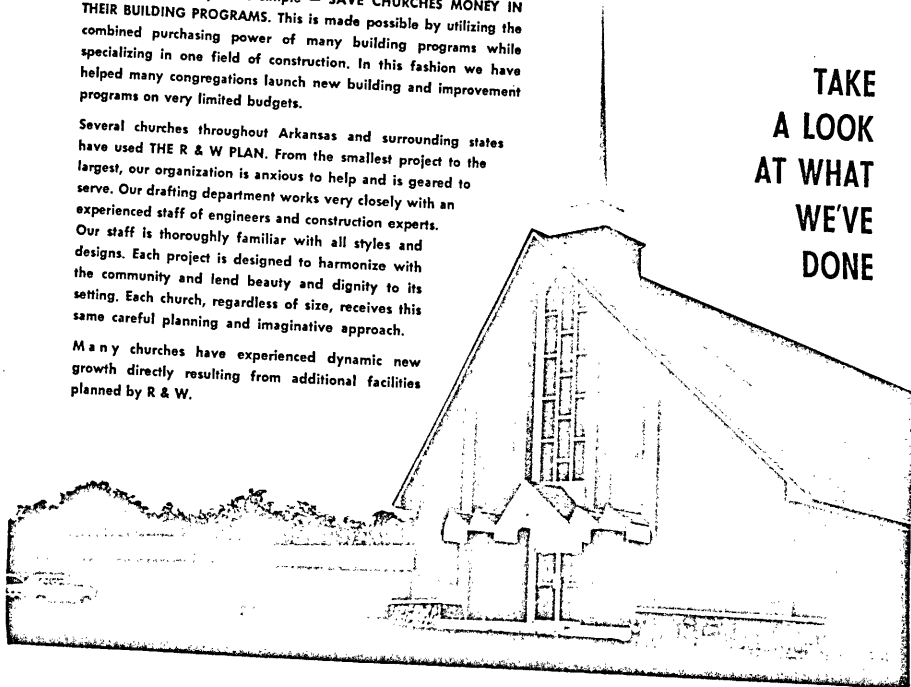 SAVE CHURCHES MONEY IN
THEIR BUILDING PROGRAMS. This is made possible by utilizing the
combined purchasing power of many building programs while
specializing in one field of construction. In this fashion we have
helped many congregations launch new building and improvement
programs on very limited budgets.
Several churches throughout Arkansas and surrounding states
have used THE R & W PLAN. From the smallest project to the
largest, our organization is anxious to help and is geared to
serve. Our drafting department works very closely with an
experienced staff of engineers and construction experts.
Our staff is thoroughly familiar with all styles and
designs. Each project is designed to harmonize with
the community and lend beauty and dignity to its
setting. Each church, regardless of size, receives this
same careful planning and imaginative approach.
Many churches have experienced dynamic new
growth directly resulting from additional facilities
planned by R & W.
TAKE
A LOOK
AT WHAT
WE'VE
DONE